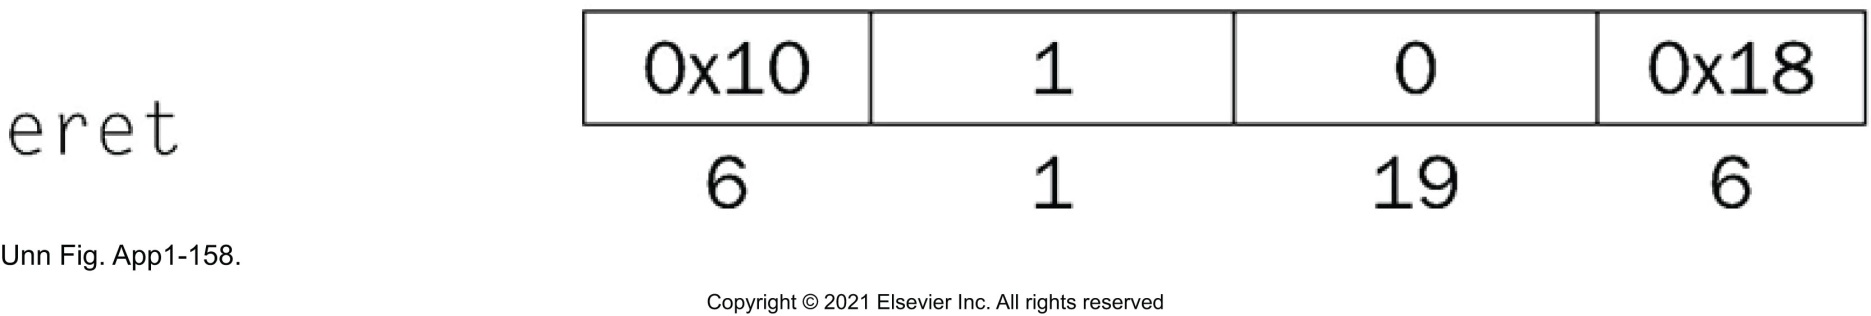 0x10 1 0 0x18
eret
6 1 19 6
Unn Fig. App1-158.
Copyright © 2021 Elsevier Inc. All rights reserved